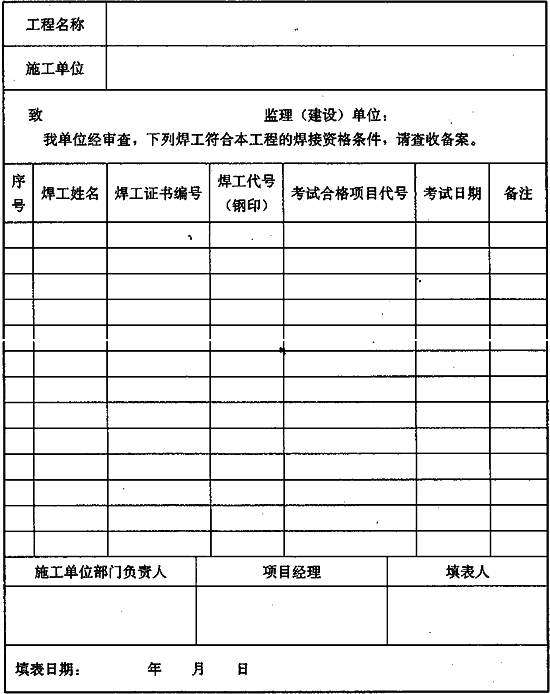 工程名称
施工单位
致 监理（建设）单位：
我单位经审查，下列焊工符合本工程的焊接资格条件，请查收备案。
序号 焊工姓名 焊工证书编号 焊工代号（钢印） 考试合格项目代号 考试日期 备注
施工单位部门负责人 项目经理 填表人
填表日期： 年 月 日